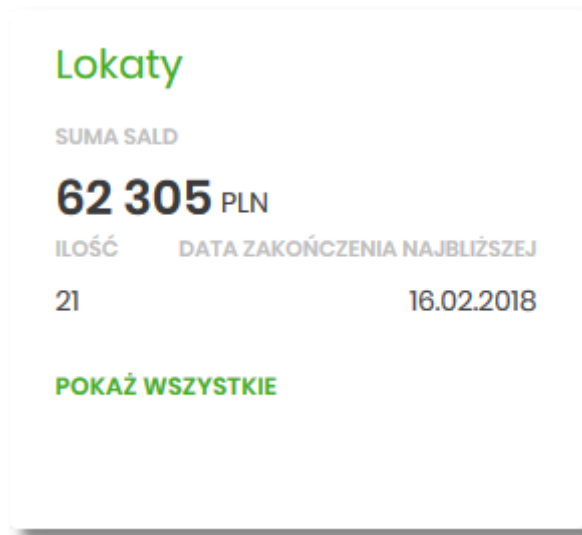 Lokaty
SUMA SALD
62 305 PLN
ILOŚĆ DATA ZAKOŃCZENIA NAJBLIŻSZEJ
21 16.02.2018
POKAŻ WSZYSTKIE